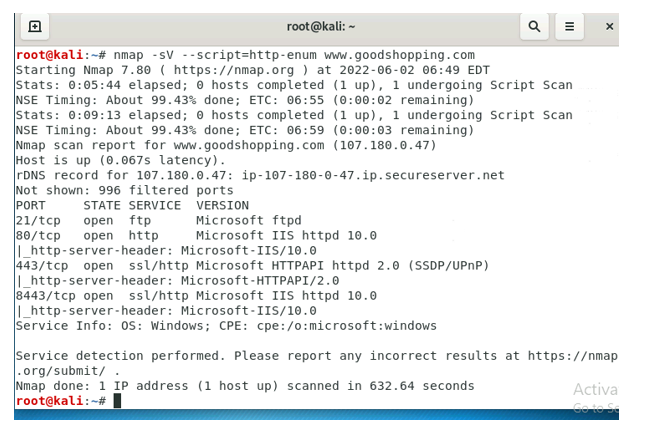 root@kali: ~
root@kali:~# nmap -sV --script=http-enum www.goodshopping.com
Starting Nmap 7.80 ( https://nmap.org ) at 2022-06-02 06:49 EDT
Stats: 0:05:44 elapsed; 0 hosts completed (1 up), 1 undergoing Script Scan
NSE Timing: About 99.43% done; ETC: 06:55 (0:00:02 remaining)
Stats: 0:09:13 elapsed; 0 hosts completed (1 up), 1 undergoing Script Scan
NSE Timing: About 99.43% done; ETC: 06:59 (0:00:03 remaining)
Nmap scan report for www.goodshopping.com (107.180.0.47)
Host is up (0.067s latency).
rDNS record for 107.180.0.47: ip-107-180-0-47.ip.secureserver.net
Not shown: 996 filtered ports
PORT     STATE SERVICE  VERSION
21/tcp   open  ftp      Microsoft ftpd
80/tcp   open  http     Microsoft IIS httpd 10.0
|_http-server-header: Microsoft-IIS/10.0
443/tcp  open  ssl/http Microsoft HTTPAPI httpd 2.0 (SSDP/UPnP)
|_http-server-header: Microsoft-HTTPAPI/2.0
8443/tcp open  ssl/http Microsoft IIS httpd 10.0
|_http-server-header: Microsoft-IIS/10.0
Service Info: OS: Windows; CPE: cpe:/o:microsoft:windows
Service detection performed. Please report any incorrect results at https://nmap
.org/submit/ .
Nmap done: 1 IP address (1 host up) scanned in 632.64 seconds
Activa
root@kali:~#
Go to Se